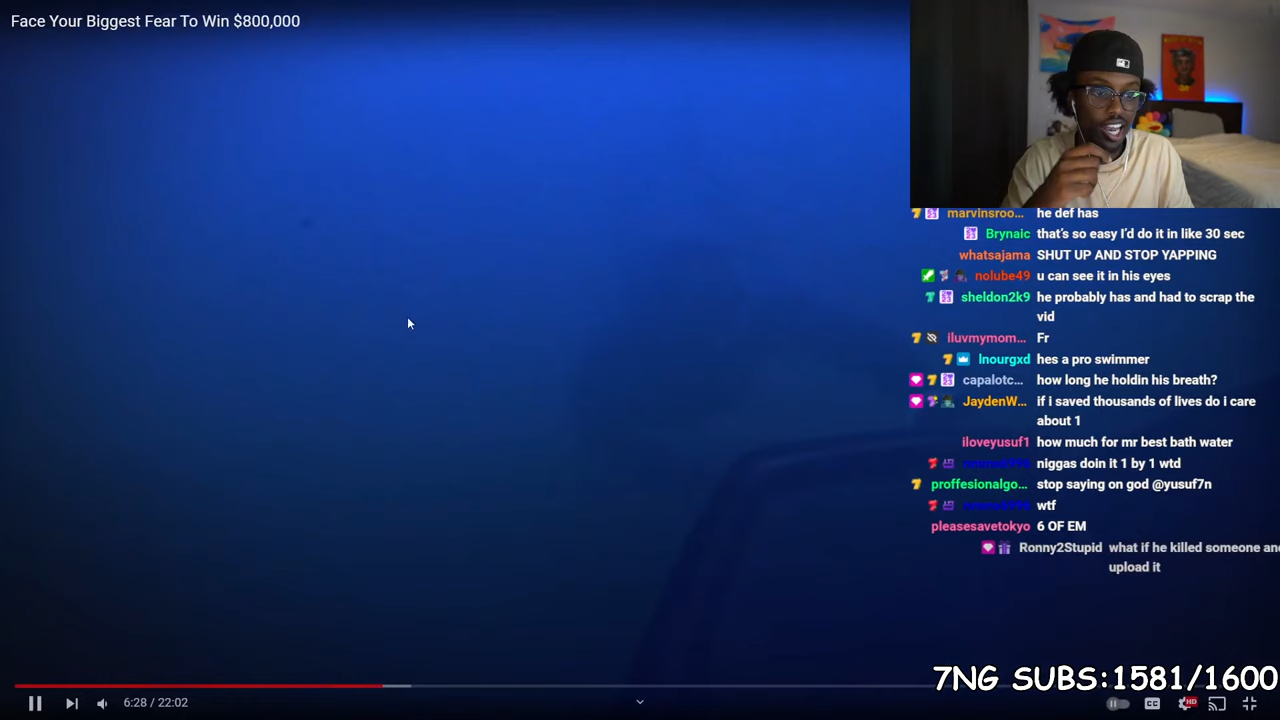 Face Your Biggest Fear To Win $800,000
marvinsroo... he def has
Brynaic that's so easy I'd do it in like 30 sec
whatsajama SHUT UP AND STOP YAPPING
nolube49 u can see it in his eyes
sheldon2k9 he probably has and had to scrap the
vid
iluvmymom... Fr
lnourgxd hes a pro swimmer
capalotc... how long he holdin his breath?
JaydenW... if i saved thousands of lives do i care
about 1
iloveyusuf1 how much for mr best bath water
niggas doin it 1 by 1 wtd
proffesionalgo... stop saying on god @yusuf7n
wtf
pleasesavetokyo 6 OF EM
Ronny2Stupid what if he killed someone and
upload it
7NG SUBS:1581/1600
6:28 / 22:02
CC
HD